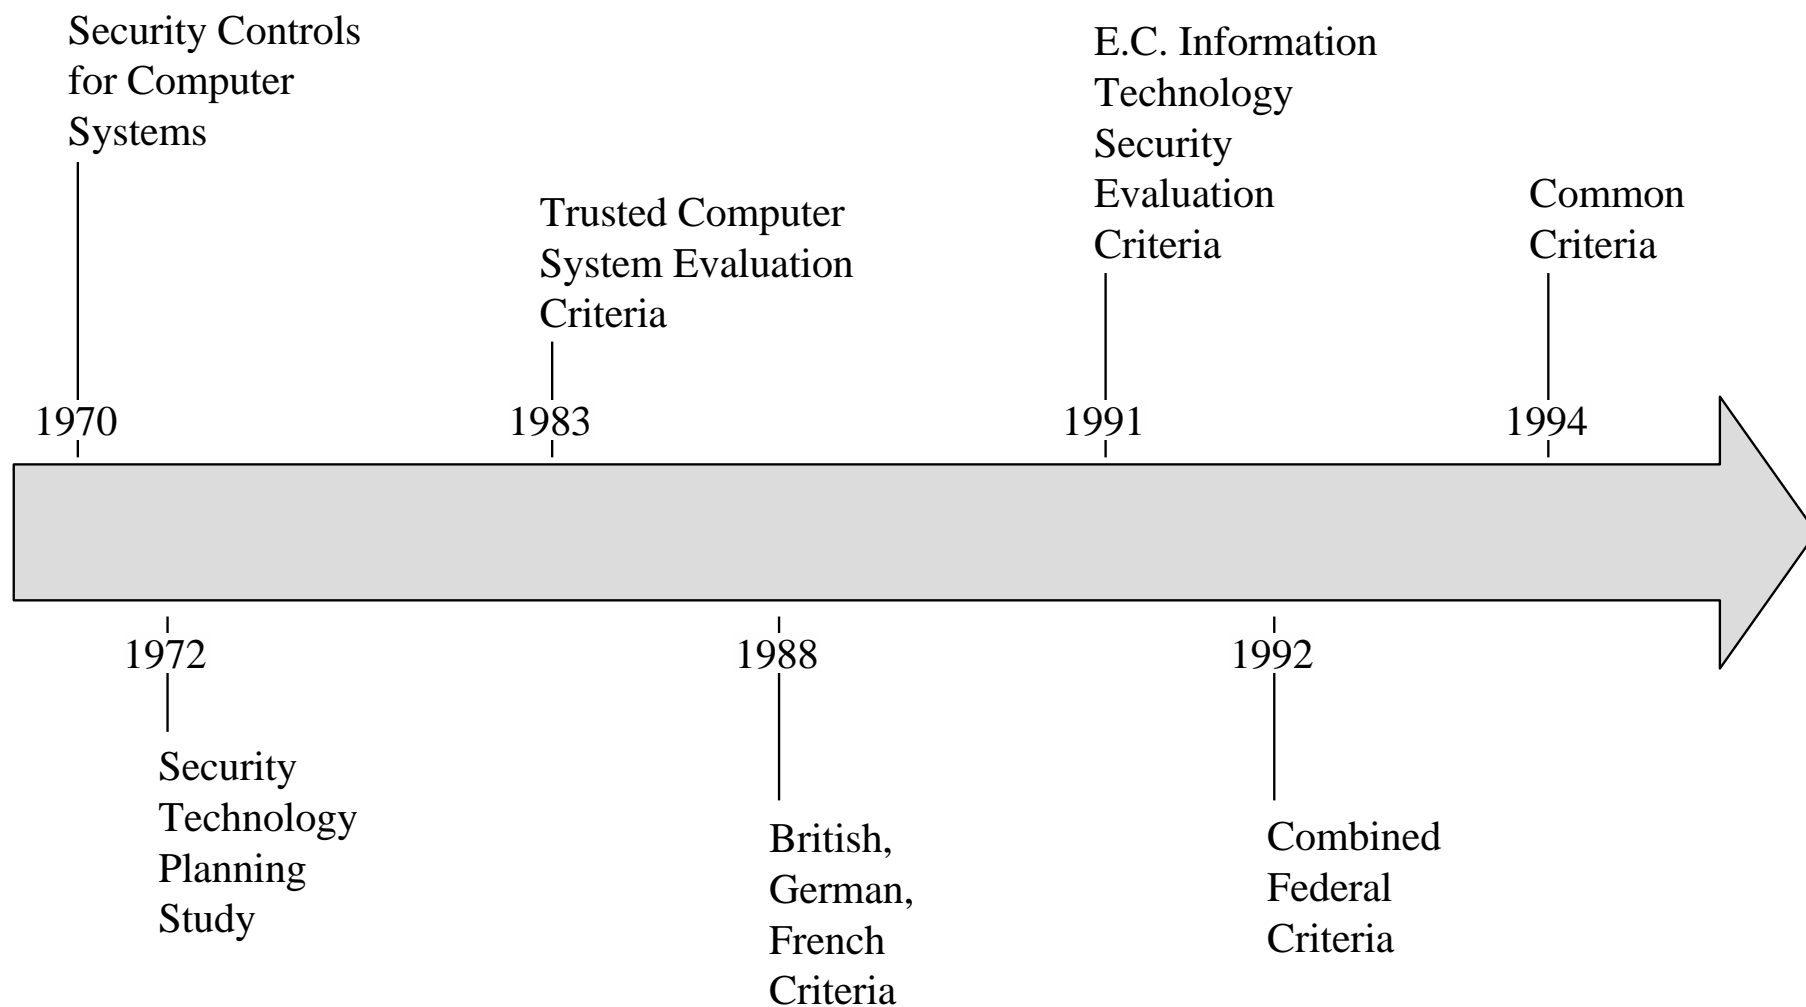 Security Controls
for Computer
Systems
E.C. Information
Technology
Security
Evaluation
Criteria
Trusted Computer
System Evaluation
Criteria
Common
Criteria
1970
1983
1991
1994
1972
1988
1992
Security
Technology
Planning
Study
British,
German,
French
Criteria
Combined
Federal
Criteria